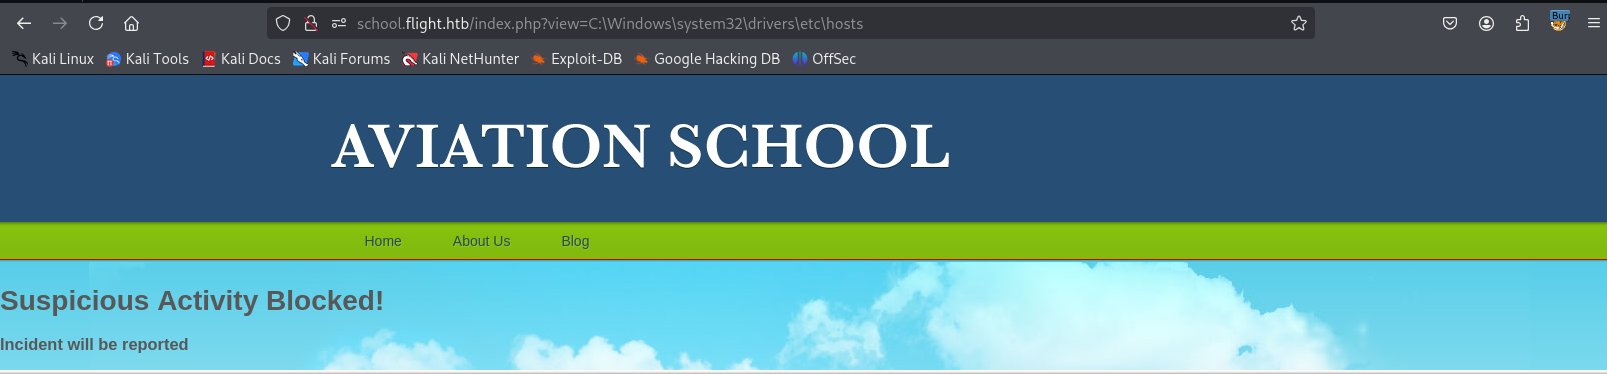 school.flight.htb/index.php?view=C:\Windows\system32\drivers\etc\hosts
Kali Linux Kali Tools Kali Docs Kali Forums Kali NetHunter Exploit-DB Google Hacking DB OffSec
AVIATION SCHOOL
Home About Us Blog
Suspicious Activity Blocked!
Incident will be reported